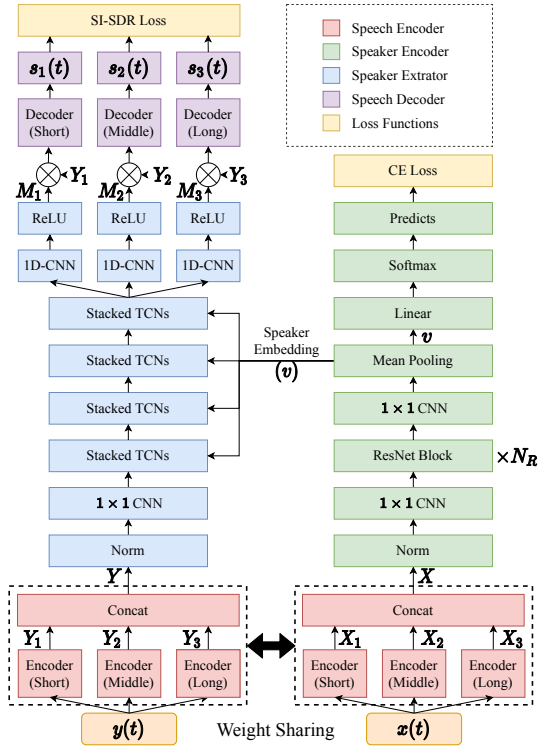 SI-SDR Loss
s₁(t) s₂(t) s₃(t)
Decoder (Short) Decoder (Middle) Decoder (Long)
Y₁ Y₂ Y₃
M₁ M₂ M₃
ReLU ReLU ReLU
1D-CNN 1D-CNN 1D-CNN
Stacked TCNs
Stacked TCNs
Stacked TCNs
Stacked TCNs
1 × 1 CNN
Norm
Y
Concat
Y₁ Y₂ Y₃
Encoder (Short) Encoder (Middle) Encoder (Long)
y(t)
Speaker
Embedding
(v)
Weight Sharing
Speech Encoder
Speaker Encoder
Speaker Extrator
Speech Decoder
Loss Functions
CE Loss
Predicts
Softmax
Linear
v
Mean Pooling
1 × 1 CNN
ResNet Block
×N_R
1 × 1 CNN
Norm
X
Concat
X₁ X₂ X₃
Encoder (Short) Encoder (Middle) Encoder (Long)
x(t)